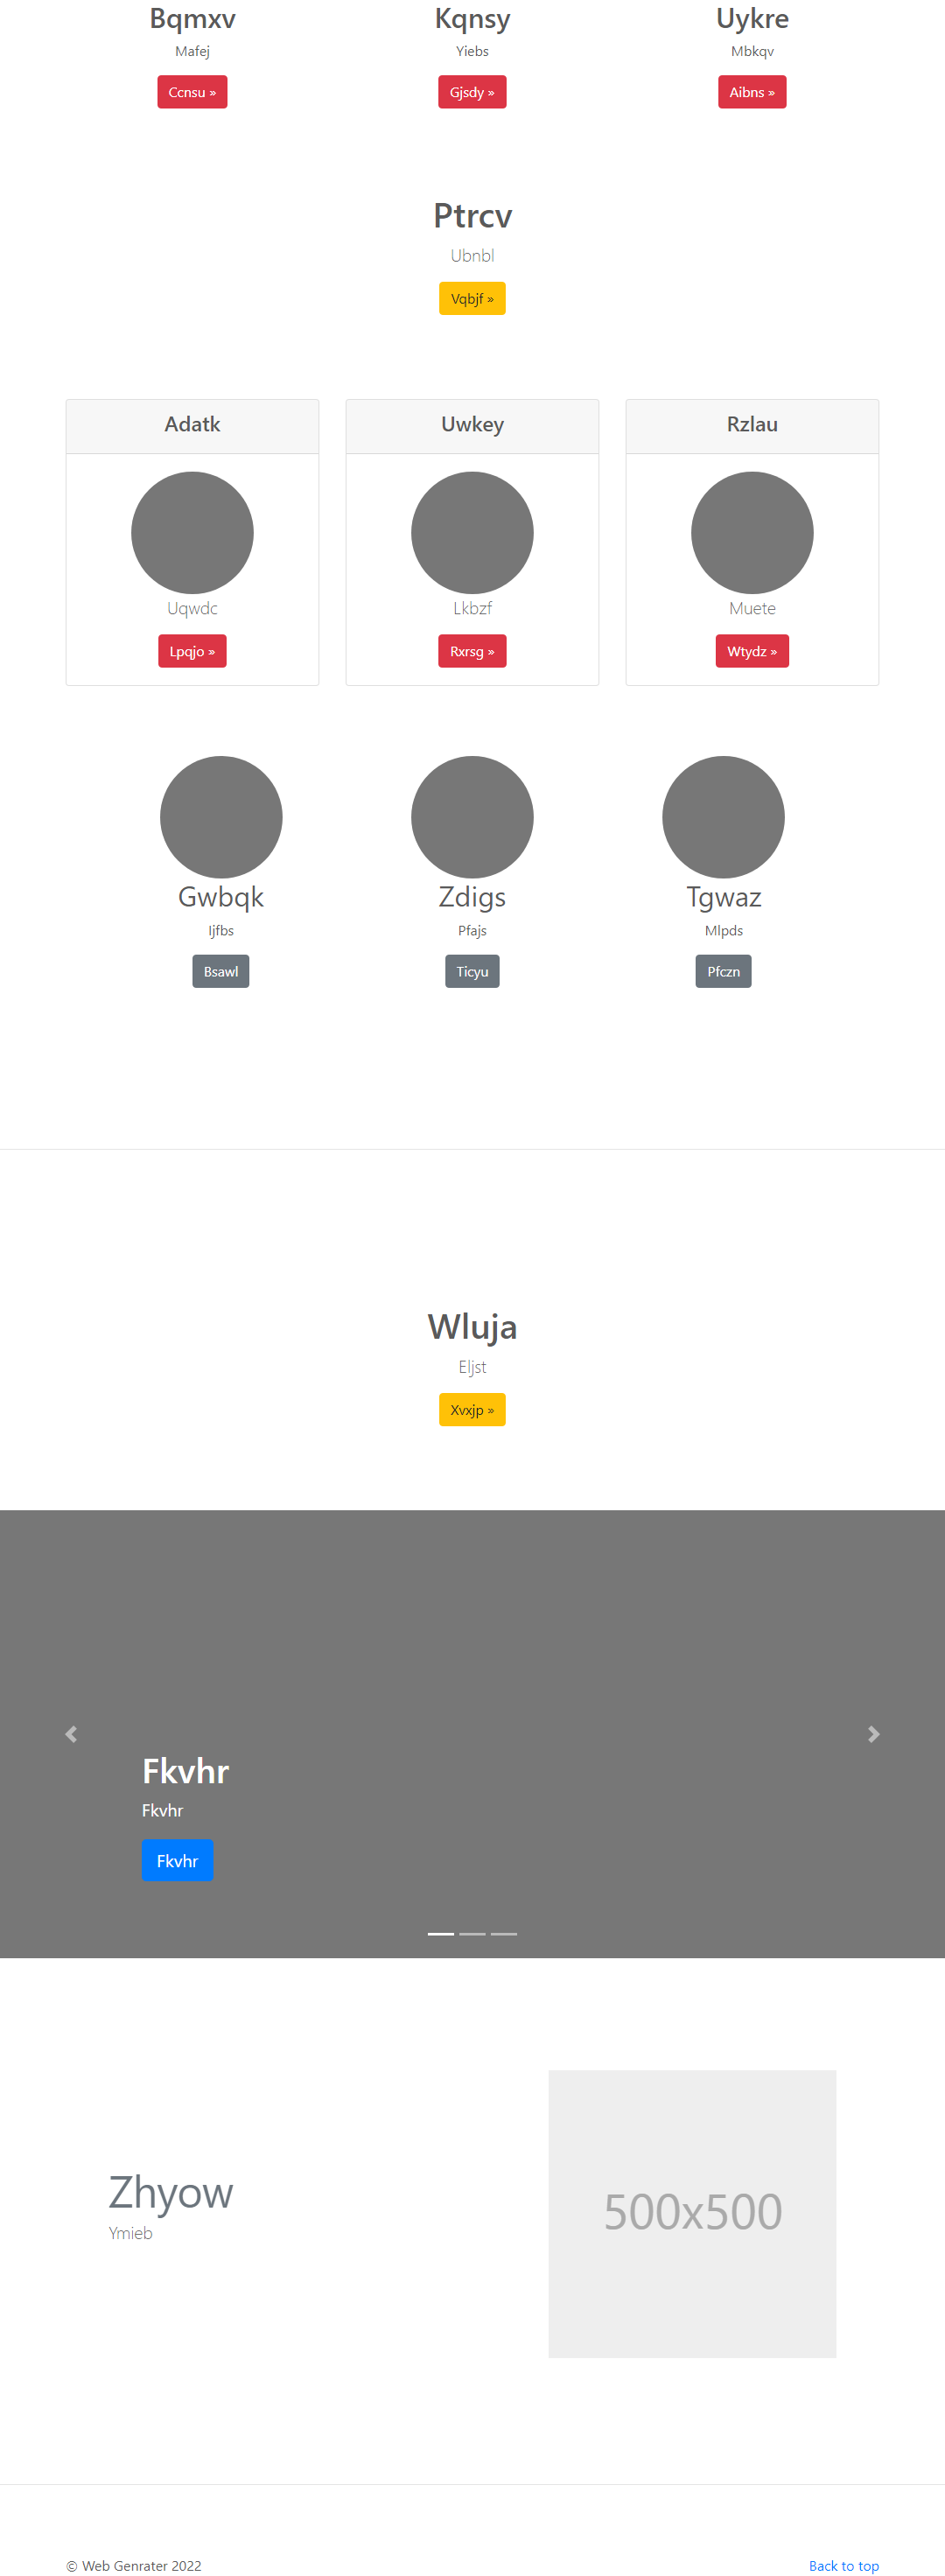 Bqmxv Kqnsy Uykre
Mafej Yiebs Mbkqv
Ccnsu » Gjsdy » Aibns »
Ptrcv
Ubnbl
Vqbjf »
Adatk Uwkey Rzlau
Uqwdc Lkbzf Muete
Lpqjo » Rxrsg » Wtydz »
Gwbqk Zdigs Tgwaz
Ijfbs Pfajs Mlpds
Bsawl Ticyu Pfczn
Wluja
Eljst
Xvxjp »
Fkvhr
Fkvhr
Fkvhr
Zhyow
Ymieb
500x500
© Web Genrater 2022 Back to top